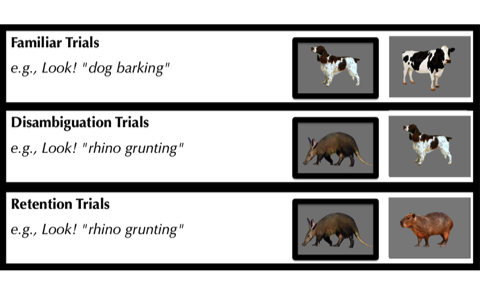 Familiar Trials
e.g., Look! "dog barking"
Disambiguation Trials
e.g., Look! "rhino grunting"
Retention Trials
e.g., Look! "rhino grunting"